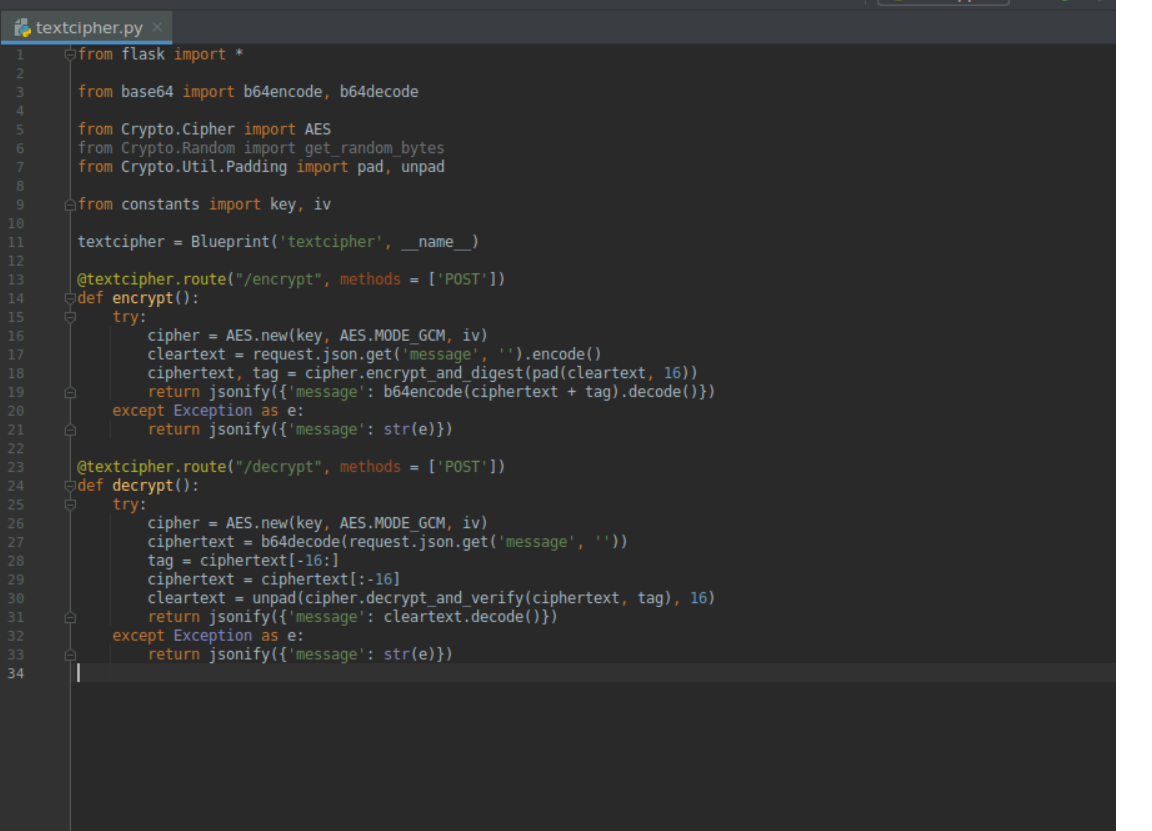 textcipher.py
1 from flask import *
2
3 from base64 import b64encode, b64decode
4
5 from Crypto.Cipher import AES
6 from Crypto.Random import get_random_bytes
7 from Crypto.Util.Padding import pad, unpad
8
9 from constants import key, iv
10
11 textcipher = Blueprint('textcipher', __name__)
12
13 @textcipher.route("/encrypt", methods = ['POST'])
14 def encrypt():
15     try:
16         cipher = AES.new(key, AES.MODE_GCM, iv)
17         cleartext = request.json.get('message', '').encode()
18         ciphertext, tag = cipher.encrypt_and_digest(pad(cleartext, 16))
19         return jsonify({'message': b64encode(ciphertext + tag).decode()})
20     except Exception as e:
21         return jsonify({'message': str(e)})
22
23 @textcipher.route("/decrypt", methods = ['POST'])
24 def decrypt():
25     try:
26         cipher = AES.new(key, AES.MODE_GCM, iv)
27         ciphertext = b64decode(request.json.get('message', ''))
28         tag = ciphertext[-16:]
29         ciphertext = ciphertext[:-16]
30         cleartext = unpad(cipher.decrypt_and_verify(ciphertext, tag), 16)
31         return jsonify({'message': cleartext.decode()})
32     except Exception as e:
33         return jsonify({'message': str(e)})
34